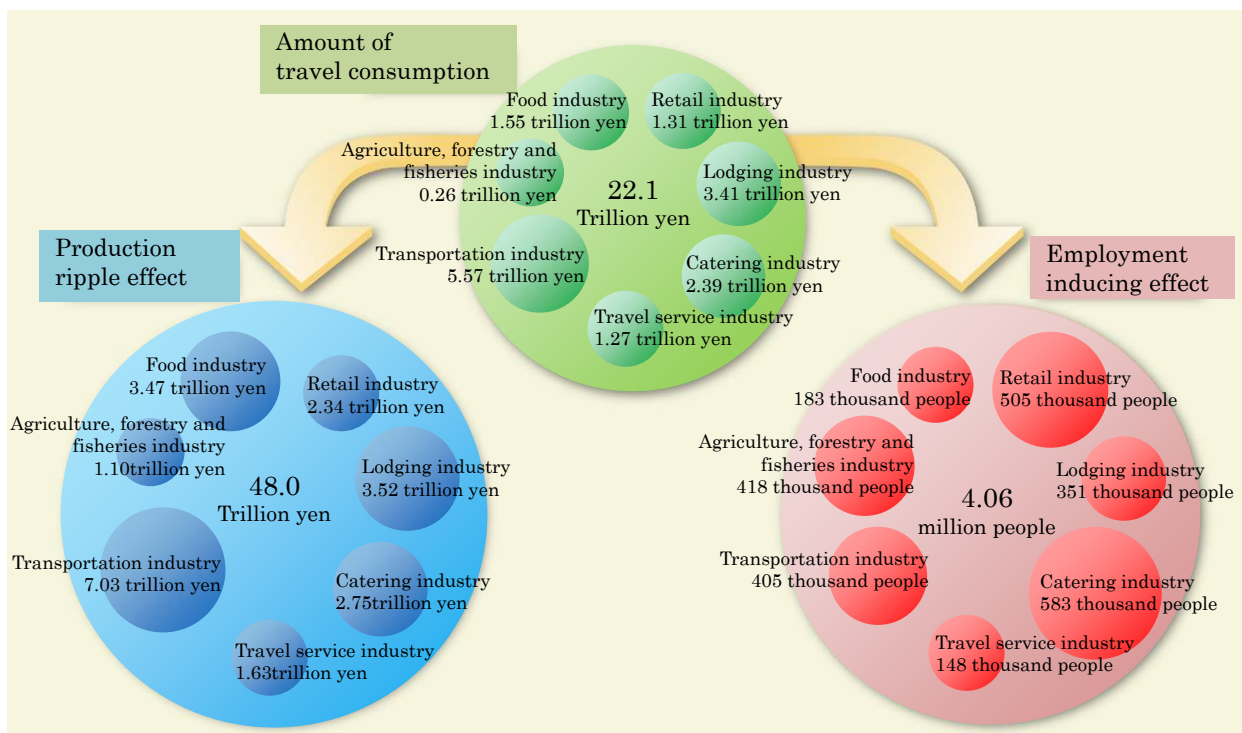 Amount of
travel consumption
Food industry
1.55 trillion yen
Retail industry
1.31 trillion yen
Agriculture, forestry and
fisheries industry
0.26 trillion yen
Lodging industry
3.41 trillion yen
22.1
Trillion yen
Transportation industry
5.57 trillion yen
Catering industry
2.39 trillion yen
Travel service industry
1.27 trillion yen
Production
ripple effect
Food industry
3.47 trillion yen
Retail industry
2.34 trillion yen
Agriculture, forestry and
fisheries industry
1.10trillion yen
Lodging industry
3.52 trillion yen
48.0
Trillion yen
Transportation industry
7.03 trillion yen
Catering industry
2.75trillion yen
Travel service industry
1.63trillion yen
Employment
inducing effect
Food industry
183 thousand people
Retail industry
505 thousand people
Agriculture, forestry and
fisheries industry
418 thousand people
Lodging industry
351 thousand people
4.06
million people
Transportation industry
405 thousand people
Catering industry
583 thousand people
Travel service industry
148 thousand people